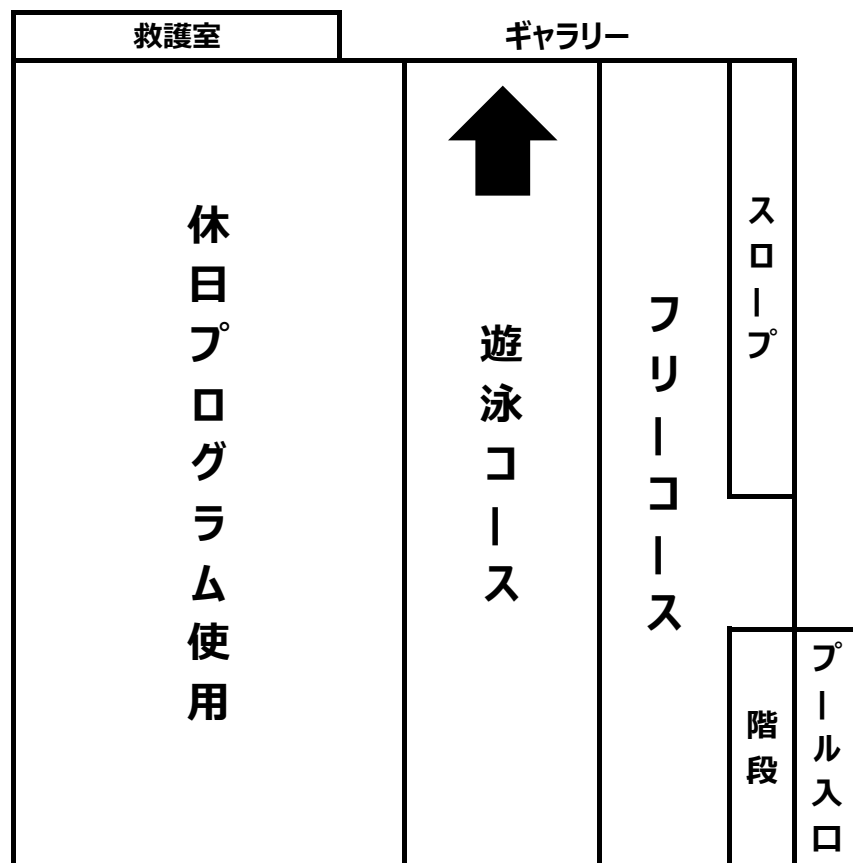 救護室
ギャラリー
休日プログラム使用
遊泳コース
フリーコース
スロープ
階段
プール入口